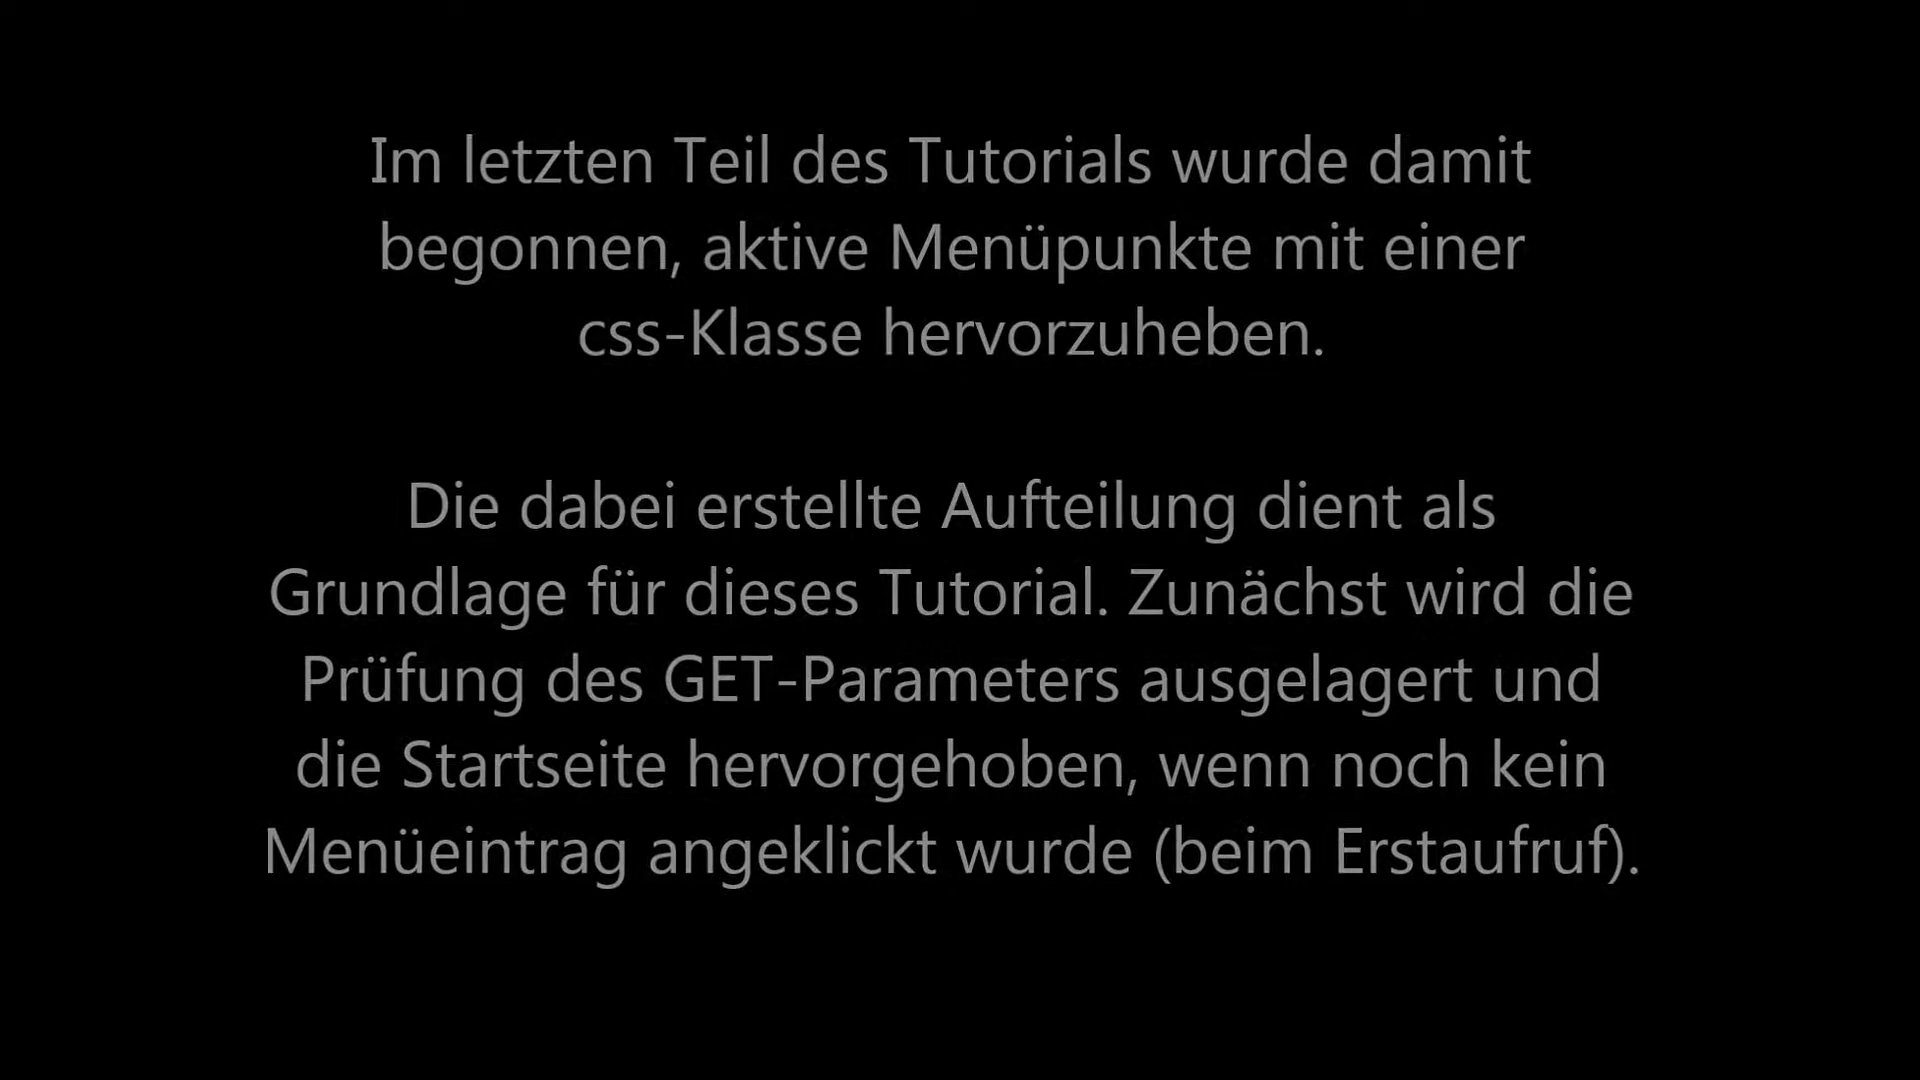 Im letzten Teil des Tutorials wurde damit
begonnen, aktive Menüpunkte mit einer
css-Klasse hervorzuheben.
Die dabei erstellte Aufteilung dient als
Grundlage für dieses Tutorial. Zunächst wird die
Prüfung des GET-Parameters ausgelagert und
die Startseite hervorgehoben, wenn noch kein
Menüeintrag angeklickt wurde (beim Erstaufruf).